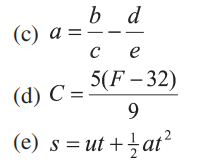 (c) a = b/c − d/e
(d) C = 5(F − 32)/9
(e) s = ut + ½at²